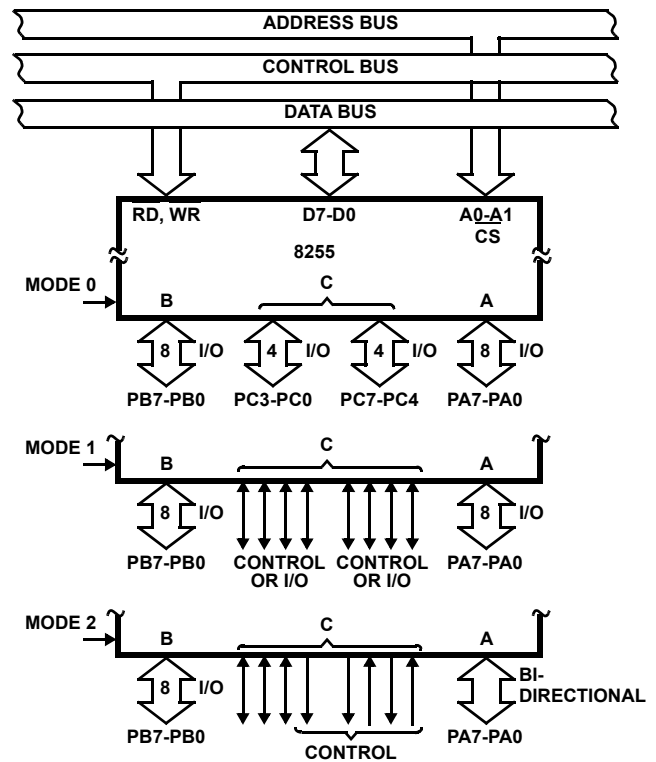 ADDRESS BUS
CONTROL BUS
DATA BUS
RD, WR D7-D0 A0-A1
CS
8255
MODE 0
B C A
8 I/O 4 I/O 4 I/O 8 I/O
PB7-PB0 PC3-PC0 PC7-PC4 PA7-PA0
MODE 1
B C A
8 I/O 8 I/O
PB7-PB0 CONTROL OR I/O CONTROL OR I/O PA7-PA0
MODE 2
B C A
8 I/O BI-
DIRECTIONAL
PB7-PB0 PA7-PA0
CONTROL